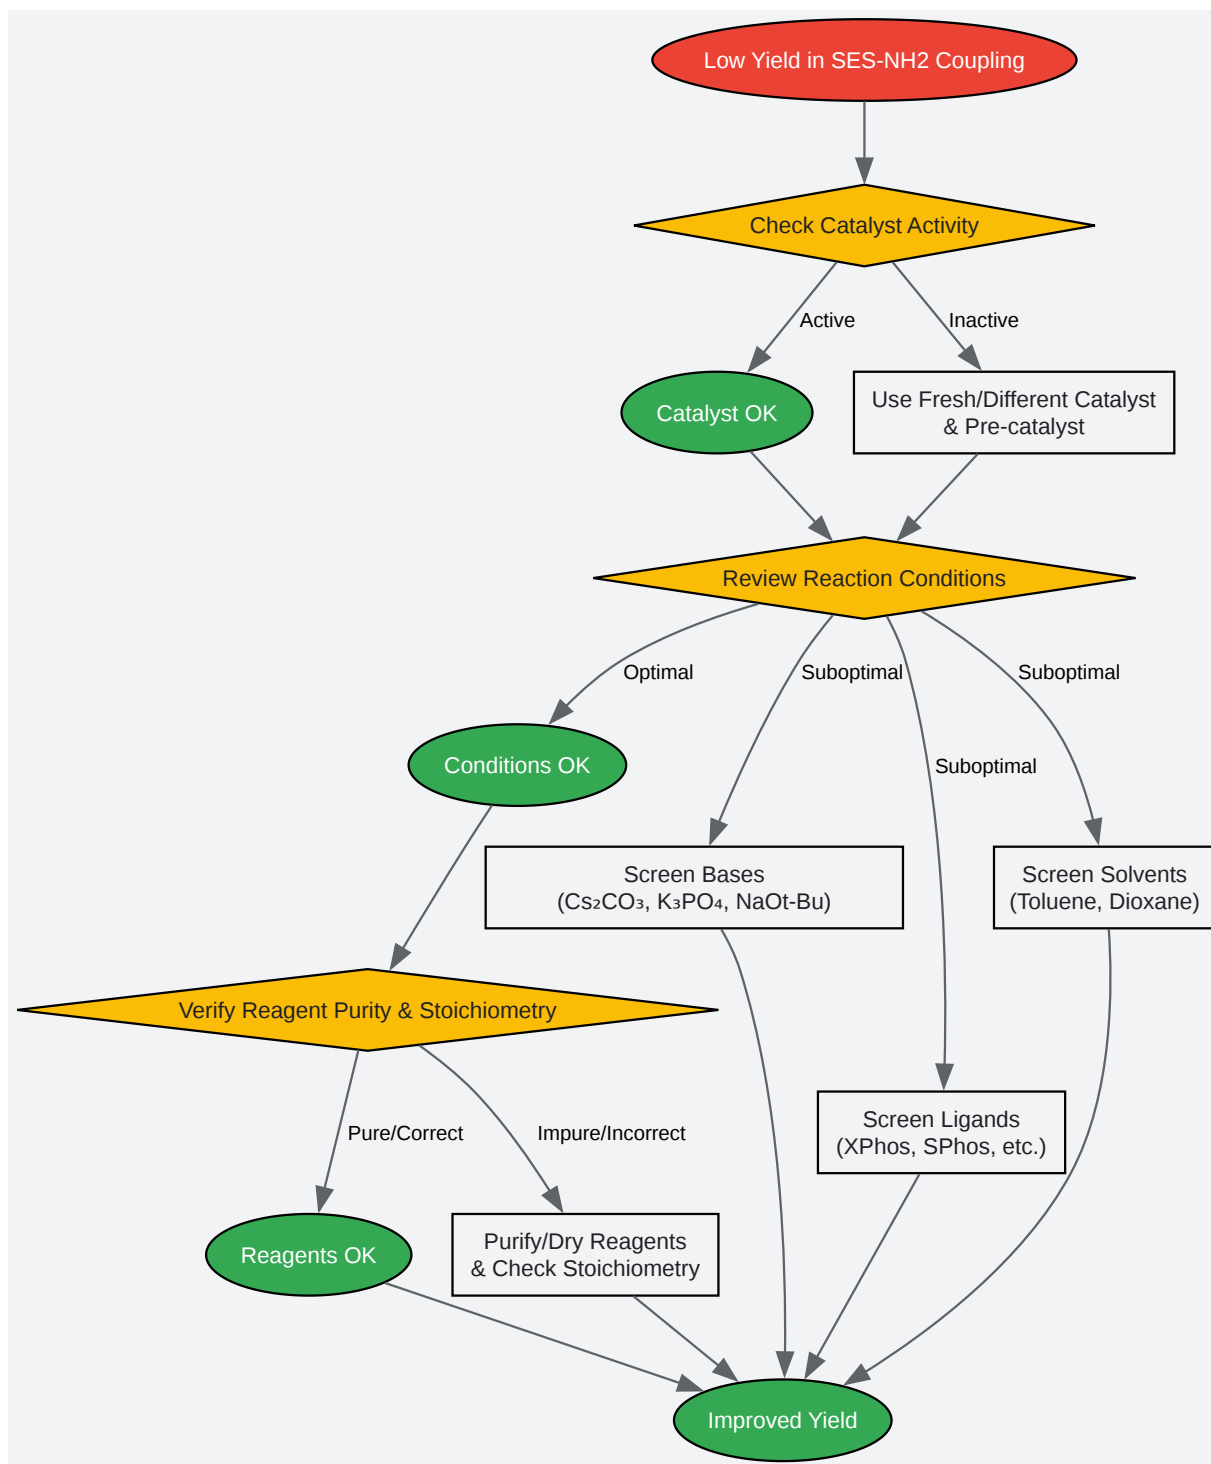 Low Yield in SES-NH2 Coupling
Check Catalyst Activity
Active
Inactive
Catalyst OK
Use Fresh/Different Catalyst
& Pre-catalyst
Review Reaction Conditions
Optimal
Suboptimal
Suboptimal
Conditions OK
Suboptimal
Screen Bases
(Cs₂CO₃, K₃PO₄, NaOt-Bu)
Screen Solvents
(Toluene, Dioxane)
Verify Reagent Purity & Stoichiometry
Pure/Correct
Impure/Incorrect
Screen Ligands
(XPhos, SPhos, etc.)
Reagents OK
Purify/Dry Reagents
& Check Stoichiometry
Improved Yield